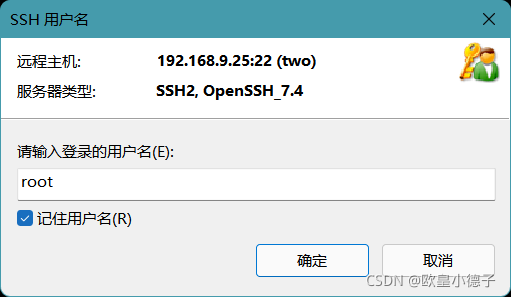 SSH 用户名
远程主机: 192.168.9.25:22 (two)
服务器类型: SSH2, OpenSSH_7.4
请输入登录的用户名(E):
root
记住用户名(R)
确定 取消
CSDN @欧皇小德子